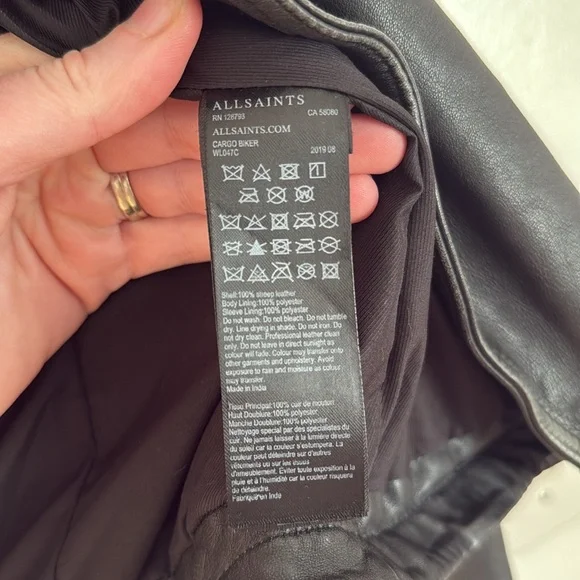 ALLSAINTS
RN 128793 CA 58080
ALLSAINTS.COM
CARGO BIKER
WL047C 2019 08
Shell:100% sheep leather
Body Lining:100% polyester
Sleeve Lining:100% polyester
Do not wash. Do not bleach. Do not tumble
dry. Line drying in shade. Do not iron. Do
not dry clean. Professional leather clean
only. Do not leave in direct sunlight as
colour will fade. Colour may transfer onto
other garments and upholstery. Avoid
exposure to rain and moisture as colour
may transfer.
Made in India
Tissu Principal:100% cuir de mouton
Haut Doublure:100% polyester
Manche Doublure:100% polyester
Nettoyage special par des spécialistes du
cuir. Ne jamais laisser à la lumière directe
du soleil car la couleur s'estompera. La
couleur peut déteindre sur d'autres
vêtements ou sur les tissus
d'ameublement. Eviter toute exposition à la
pluie et à l'humidité car la couleur risquera
de déteindre.
Fabriqué en Inde